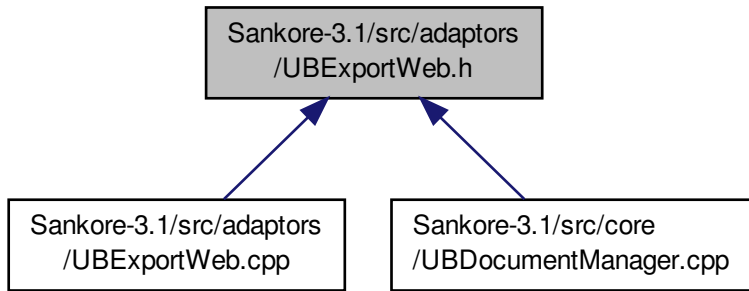 Sankore-3.1/src/adaptors
/UBExportWeb.h
Sankore-3.1/src/adaptors
/UBExportWeb.cpp
Sankore-3.1/src/core
/UBDocumentManager.cpp